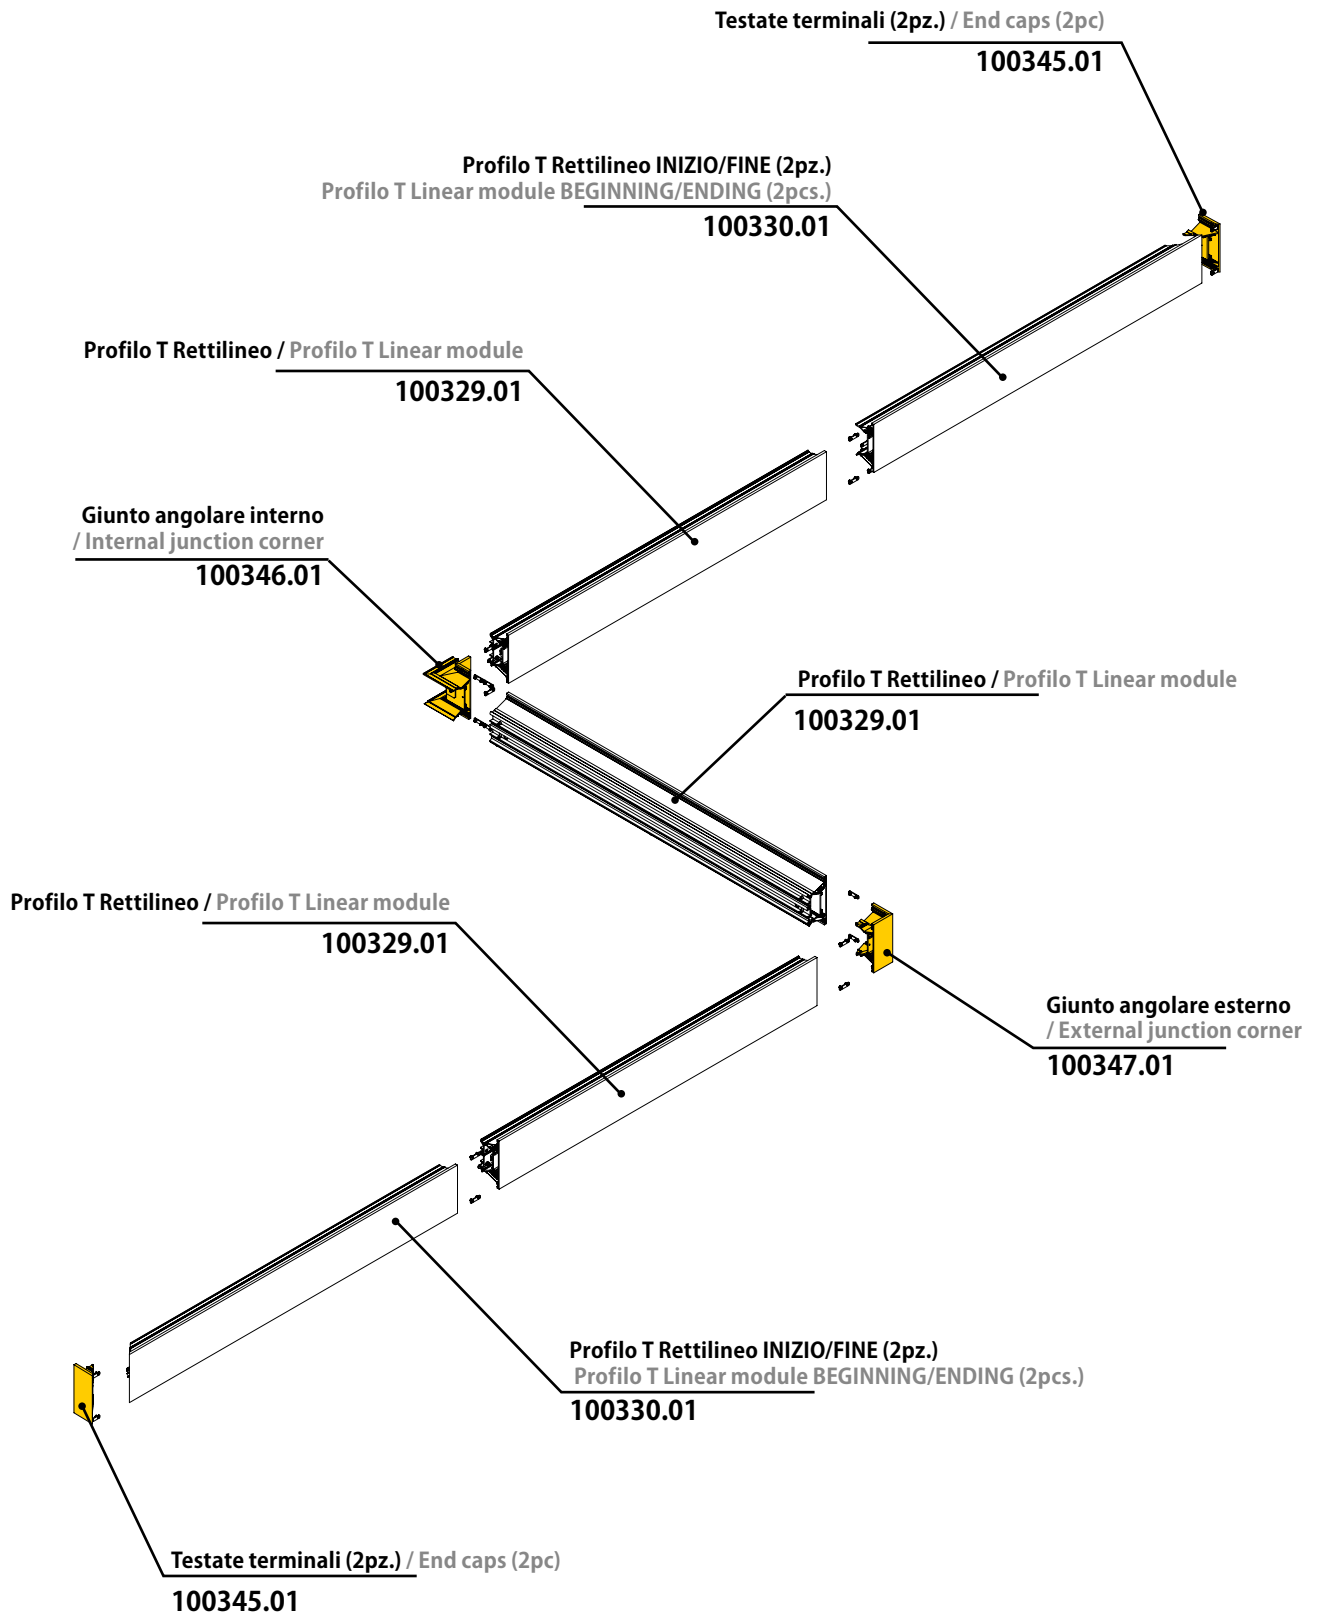 Testate terminali (2pz.) / End caps (2pc)
100345.01
Profilo T Rettilineo INIZIO/FINE (2pz.)
Profilo T Linear module BEGINNING/ENDING (2pcs.)
100330.01
Profilo T Rettilineo / Profilo T Linear module
100329.01
Giunto angolare interno
/ Internal junction corner
100346.01
Profilo T Rettilineo / Profilo T Linear module
100329.01
Profilo T Rettilineo / Profilo T Linear module
100329.01
Giunto angolare esterno
/ External junction corner
100347.01
Profilo T Rettilineo INIZIO/FINE (2pz.)
Profilo T Linear module BEGINNING/ENDING (2pcs.)
100330.01
Testate terminali (2pz.) / End caps (2pc)
100345.01